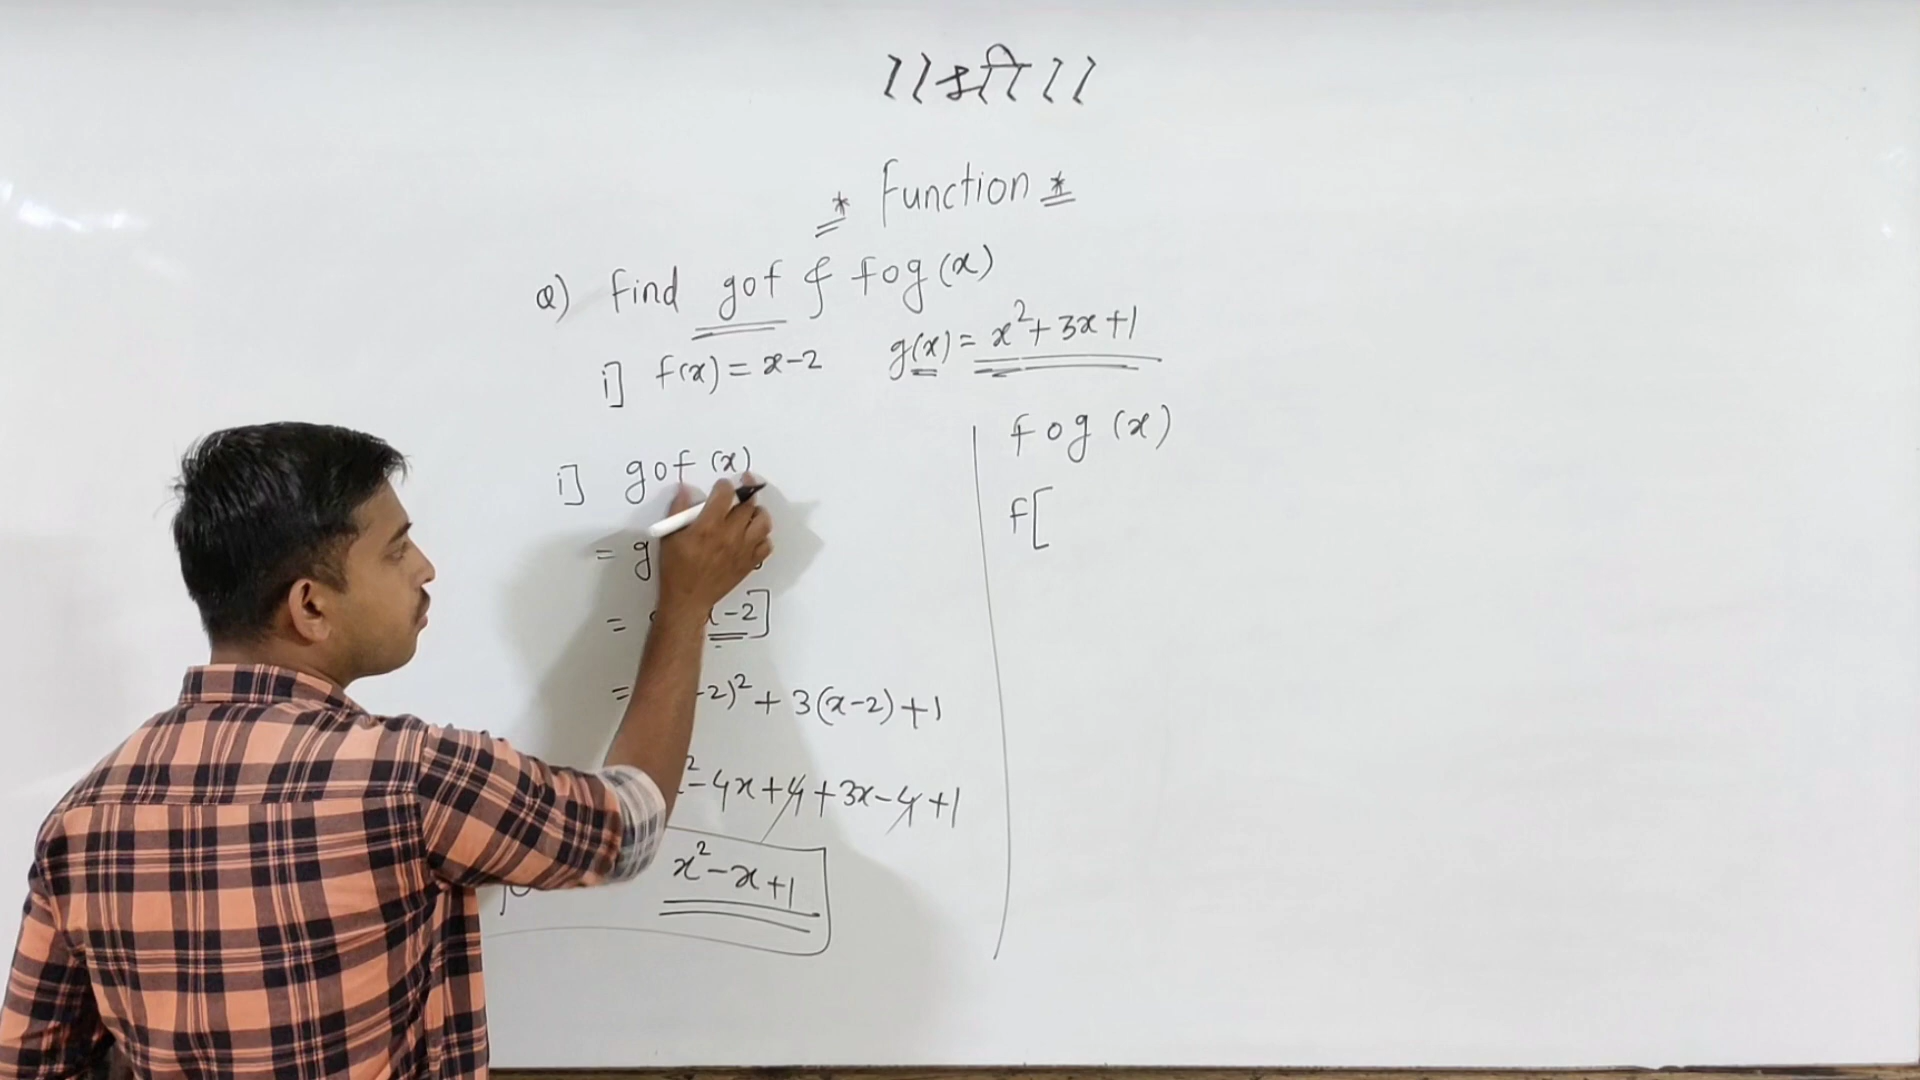 ।।श्री।।
* Function *
Q) Find gof & fog(x)
i] f(x) = x-2 g(x) = x²+3x+1
i] gof(x)
= g
= -2]
= -2)² + 3(x-2)+1
²-4x+4+3x-4+1
x²-x+1
fog(x)
f[